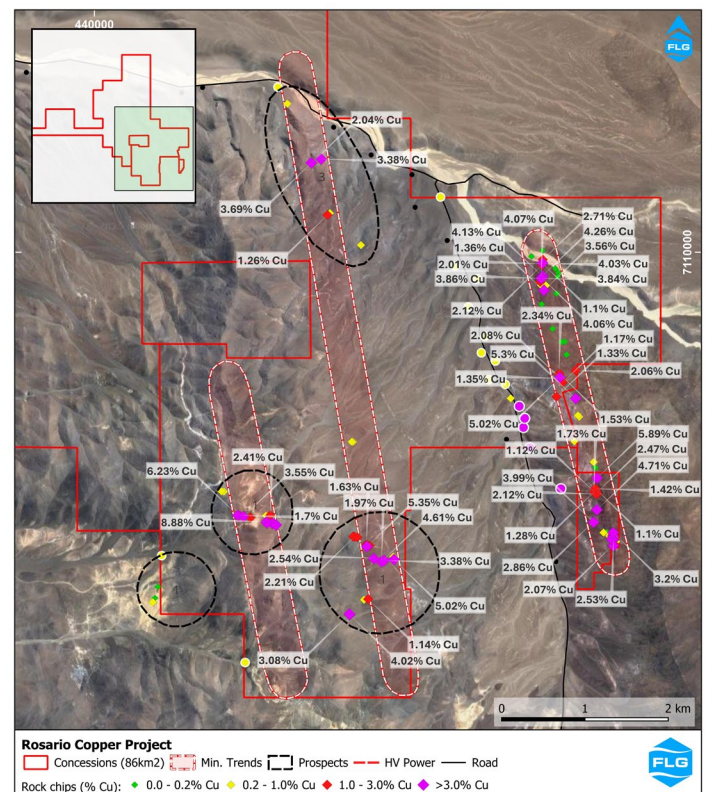 440000
FLG
2.04% Cu
3.38% Cu
3
3.69% Cu
4.07% Cu
2.71% Cu
4.13% Cu
4.26% Cu
1.36% Cu
3.56% Cu
1.26% Cu
2.01% Cu
4.03% Cu
3.86% Cu
3.84% Cu
7110000
2.12% Cu
1.1% Cu
2.34% Cu
4.06% Cu
2.08% Cu
1.17% Cu
5.3% Cu
1.33% Cu
1.35% Cu
2.06% Cu
5.02% Cu
1.53% Cu
1.73% Cu
5.89% Cu
1.12% Cu
2.47% Cu
2.41% Cu
4.71% Cu
6.23% Cu
3.55% Cu
3.99% Cu
1.63% Cu
1.42% Cu
2.12% Cu
1.97% Cu
5.35% Cu
8.88% Cu
1.7% Cu
4.61% Cu
1.28% Cu
1.1% Cu
2.54% Cu
3.38% Cu
2.86% Cu
2.21% Cu
1
3.2% Cu
2.07% Cu
5.02% Cu
2.53% Cu
1.14% Cu
3.08% Cu
4.02% Cu
0 1 2 km
Rosario Copper Project
Concessions (86km2) Min. Trends Prospects HV Power Road
Rock chips (% Cu): 0.0 - 0.2% Cu 0.2 - 1.0% Cu 1.0 - 3.0% Cu >3.0% Cu
FLG